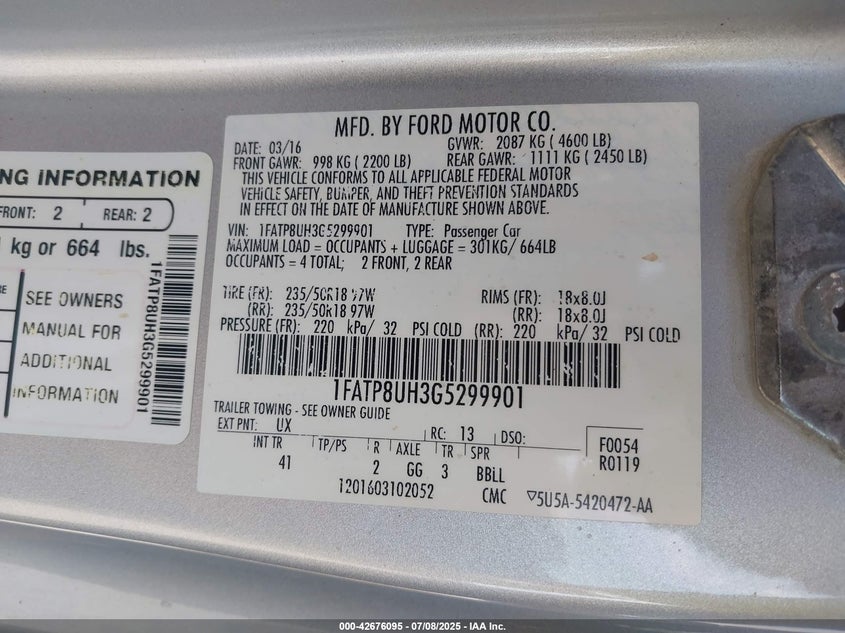 MFD. BY FORD MOTOR CO.
DATE: 03/16 GVWR: 2087 KG ( 4600 LB)
FRONT GAWR: 998 KG ( 2200 LB) REAR GAWR: 1111 KG ( 2450 LB)
THIS VEHICLE CONFORMS TO ALL APPLICABLE FEDERAL MOTOR
VEHICLE SAFETY, BUMPER, AND THEFT PREVENTION STANDARDS
IN EFFECT ON THE DATE OF MANUFACTURE SHOWN ABOVE.
VIN: 1FATP8UH3G5299901 TYPE: Passenger Car
MAXIMUM LOAD = OCCUPANTS + LUGGAGE = 301KG/ 664LB
OCCUPANTS = 4 TOTAL; 2 FRONT, 2 REAR
TIRE (FR): 235/50R18 97W RIMS (FR): 18x8.0J
(RR): 235/50R18 97W (RR): 18x8.0J
PRESSURE (FR): 220 kPa/ 32 PSI COLD (RR): 220 kPa/ 32 PSI COLD
1FATP8UH3G5299901
TRAILER TOWING - SEE OWNER GUIDE
EXT PNT: UX RC: 13 DSO:
INT TR TP/PS R AXLE TR SPR
41 2 GG 3 BBLL
1201603102052 CMC
F0054
R0119
▽5U5A-5420472-AA
NG INFORMATION
FRONT: 2 REAR: 2
kg or 664 lbs.
SEE OWNERS
MANUAL FOR
ADDITIONAL
INFORMATION
1FATP8UH3G5299901
000-42676095 - 07/08/2025 - IAA Inc.